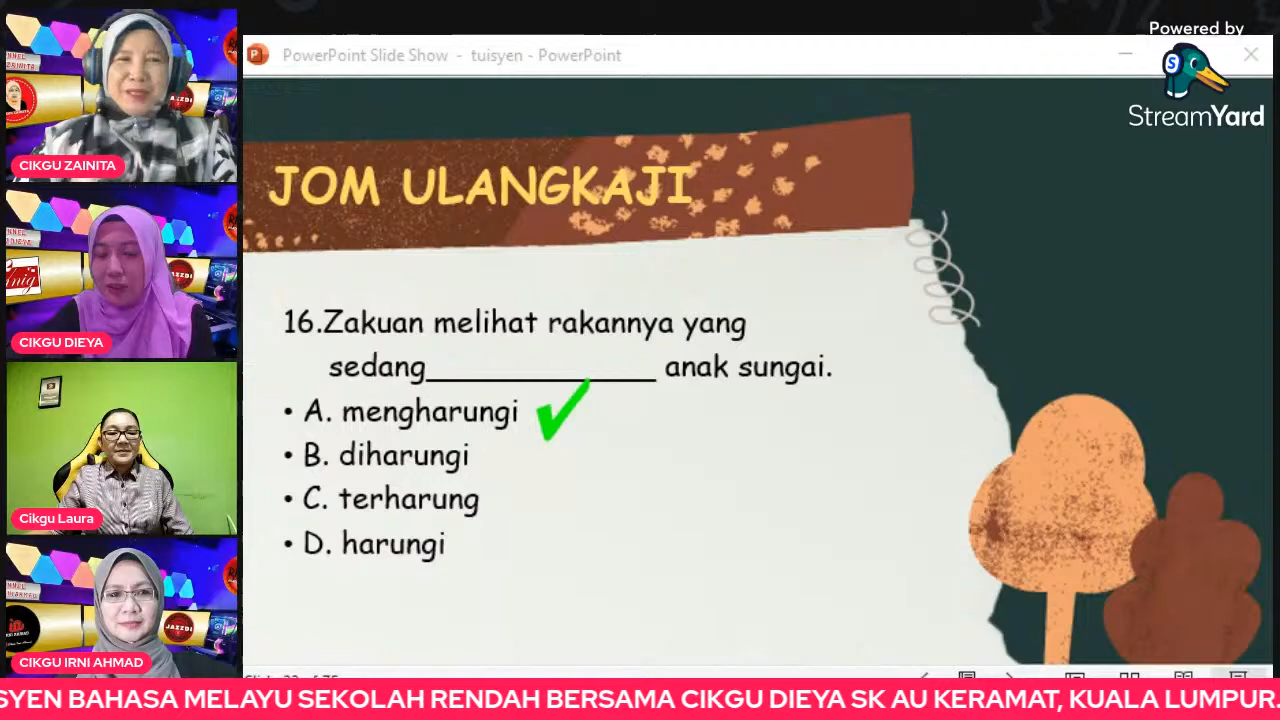 Powered by
StreamYard
PowerPoint Slide Show - tuisyen - PowerPoint
JOM ULANGKAJI
16.Zakuan melihat rakannya yang
sedang____________ anak sungai.
• A. mengharungi
• B. diharungi
• C. terharung
• D. harungi
CIKGU ZAINITA
CIKGU DIEYA
Cikgu Laura
CIKGU IRNI AHMAD
JAZZDI
SYEN BAHASA MELAYU SEKOLAH RENDAH BERSAMA CIKGU DIEYA SK AU KERAMAT, KUALA LUMPUR.